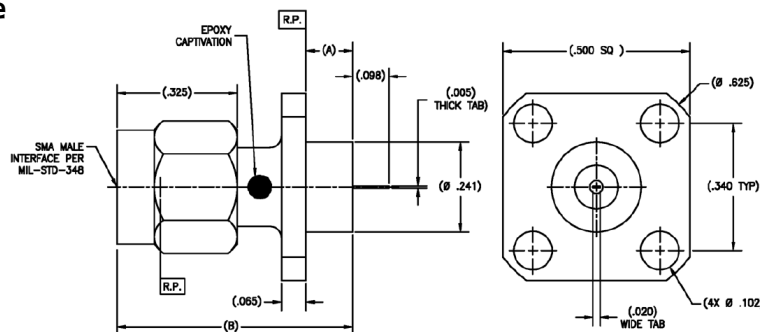 e
R.P.
EPOXY
CAPTIVATION
(A)
(.098)
(.005)
THICK TAB)
(.325)
SMA MALE
INTERFACE PER
MIL-STD-348
(Ø .241)
R.P.
(.065)
(B)
(.500 SQ )
(Ø .625)
(.340 TYP)
(4X Ø .102
(.020)
WIDE TAB